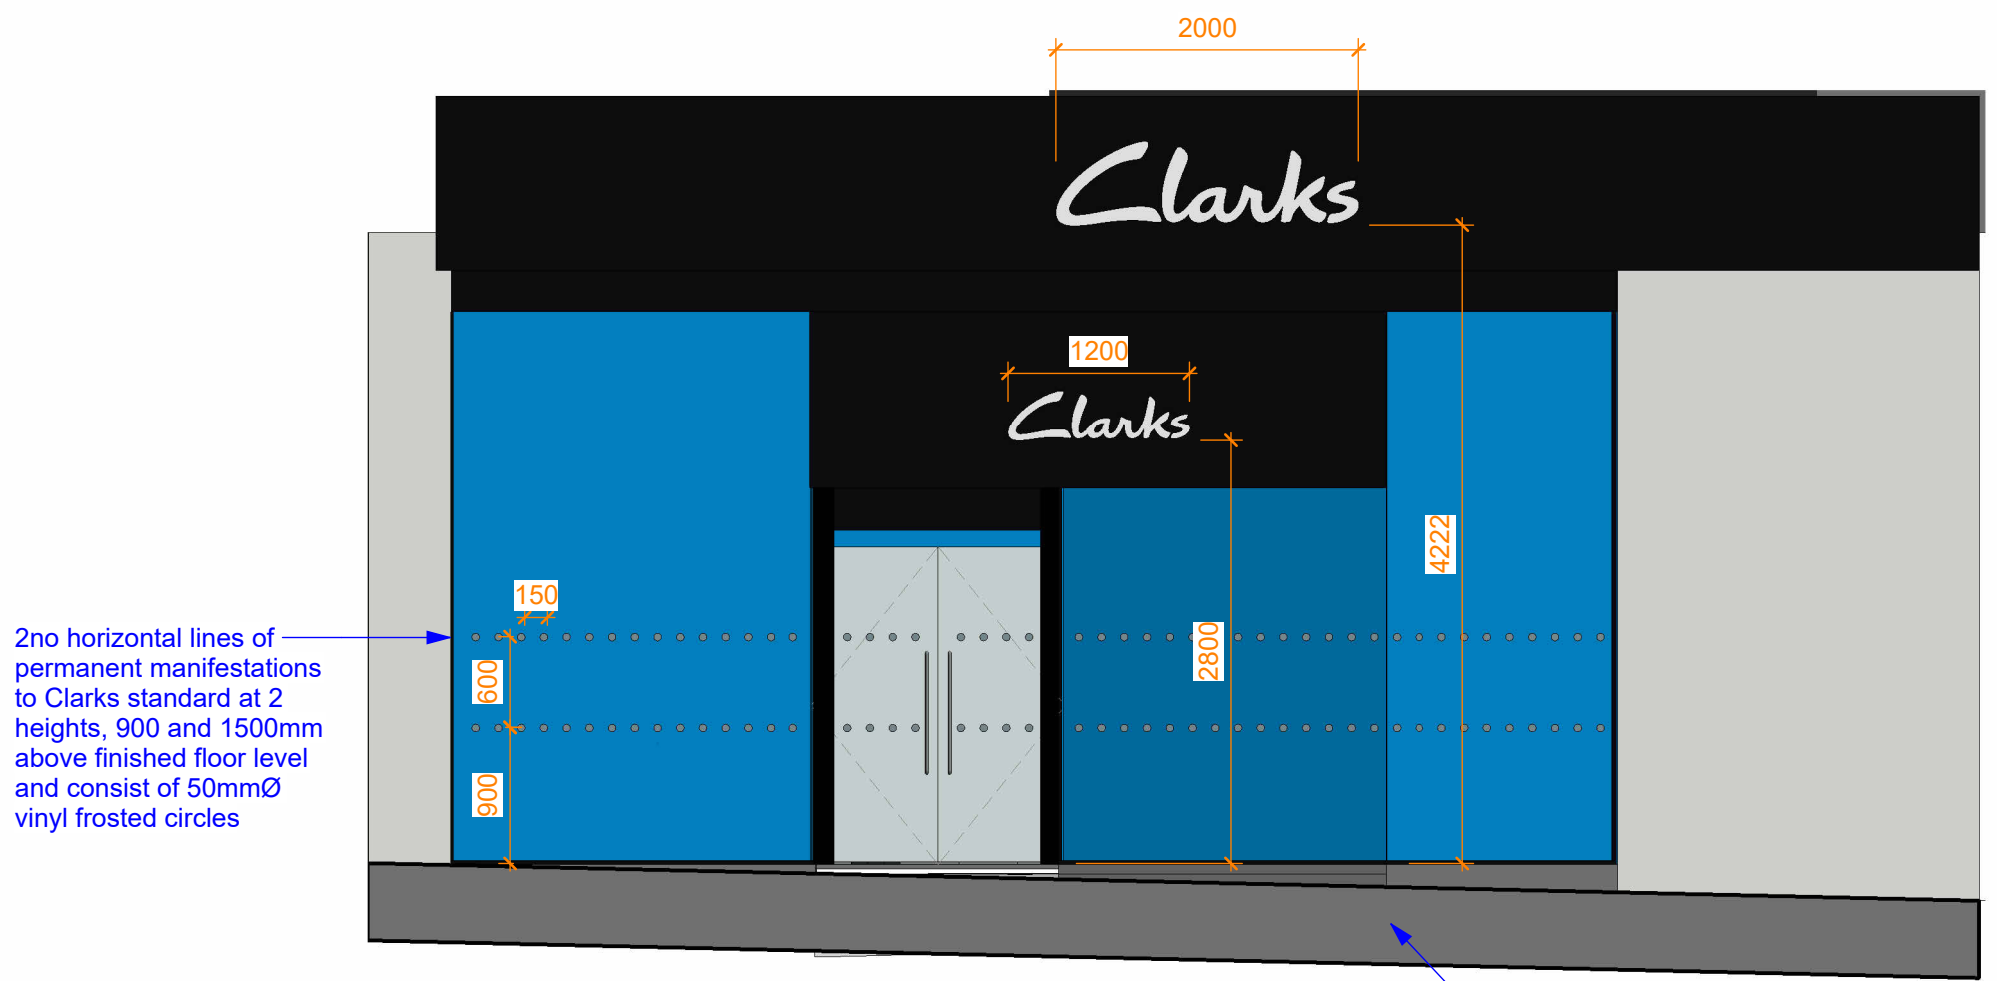 2000
Clarks
1200
Clarks
4222
150
2800
600
900
2no horizontal lines of
permanent manifestations
to Clarks standard at 2
heights, 900 and 1500mm
above finished floor level
and consist of 50mmØ
vinyl frosted circles